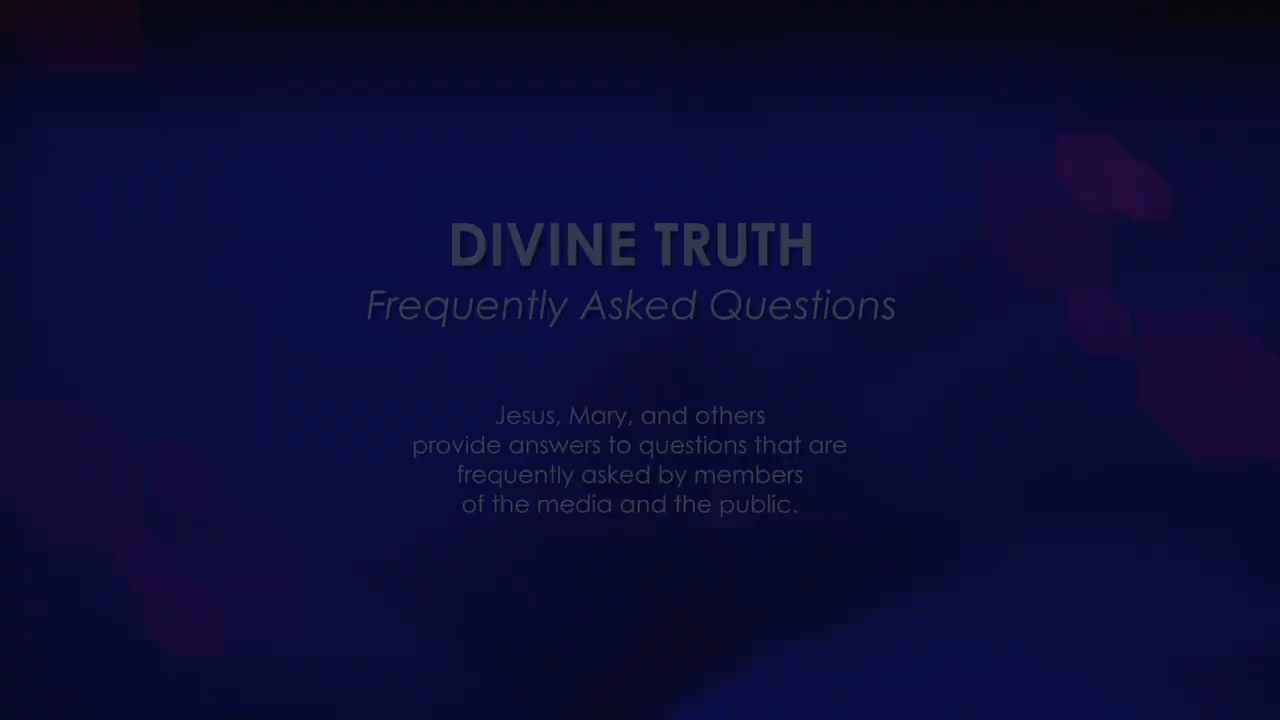 DIVINE TRUTH
Frequently Asked Questions
Jesus, Mary, and others
provide answers to questions that are
frequently asked by members
of the media and the public.